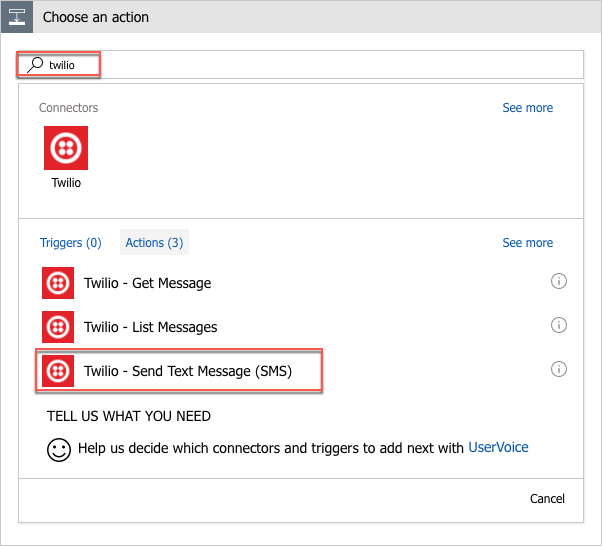 Choose an action
twilio
Connectors See more
Twilio
Triggers (0) Actions (3) See more
Twilio - Get Message
Twilio - List Messages
Twilio - Send Text Message (SMS)
TELL US WHAT YOU NEED
Help us decide which connectors and triggers to add next with UserVoice
Cancel